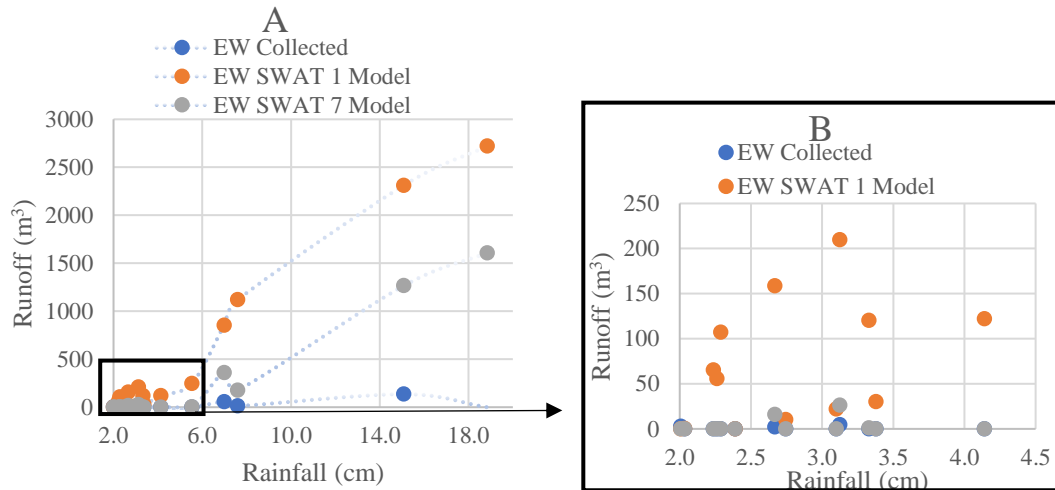 A
EW Collected
EW SWAT 1 Model
EW SWAT 7 Model
3000
2500
2000
1500
1000
500
0
Runoff (m³)
2.0 6.0 10.0 14.0 18.0
Rainfall (cm)
B
EW Collected
EW SWAT 1 Model
250
200
150
100
50
0
Runoff (m³)
2.0 2.5 3.0 3.5 4.0 4.5
Rainfall (cm)